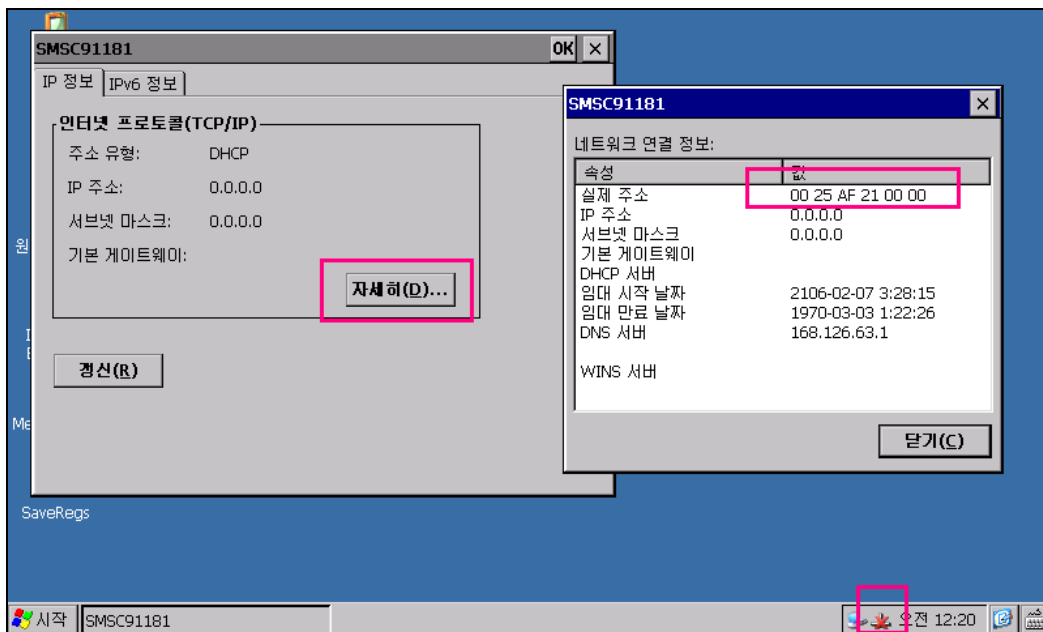 SMSC91181
OK
IP 정보
IPv6 정보
인터넷 프로토콜(TCP/IP)
주소 유형: DHCP
IP 주소: 0.0.0.0
서브넷 마스크: 0.0.0.0
기본 게이트웨이:
자세히(D)...
갱신(R)
SMSC91181
네트워크 연결 정보:
속성 값
실제 주소 00 25 AF 21 00 00
IP 주소 0.0.0.0
서브넷 마스크 0.0.0.0
기본 게이트웨이
DHCP 서버
임대 시작 날짜 2106-02-07 3:28:15
임대 만료 날짜 1970-03-03 1:22:26
DNS 서버 168.126.63.1
WINS 서버
닫기(C)
원
Me
SaveRegs
시작
SMSC91181
오전 12:20